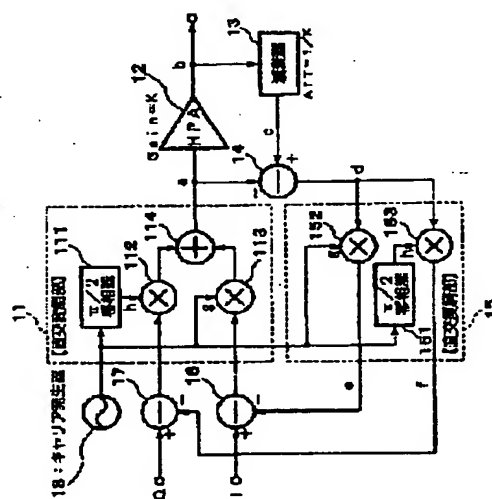 11
【直交変調部】
18:キャリア発生器
111
π/2
移相器
h
112
114
g
113
17
16
+
−
+
−
Q
I
12
Gain=K
HPA
a
b
13
減衰器
ATT=1/K
c
14
−
+
d
152
g
153
h
π/2
移相器
151
【直交復調部】
15
e
f